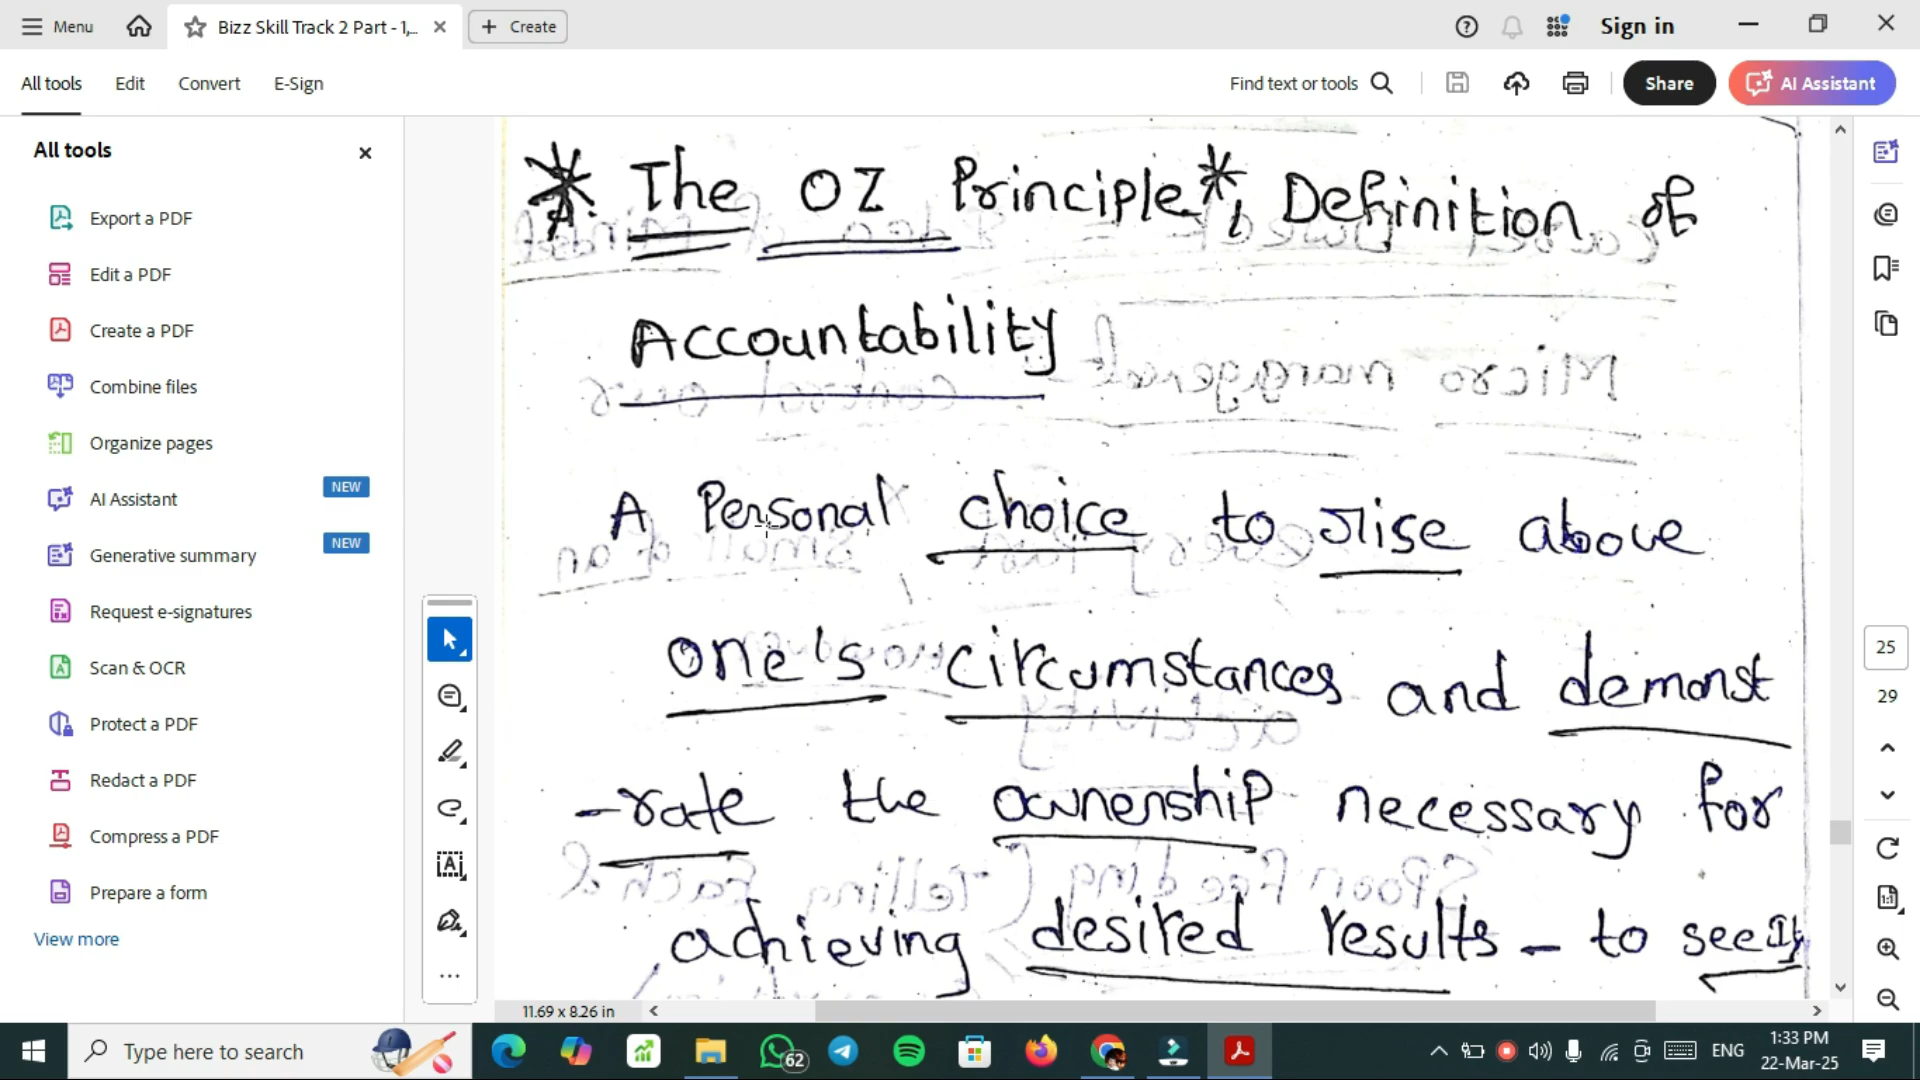 Menu
Bizz Skill Track 2 Part - 1,...
Create
Sign in
All tools
Edit
Convert
E-Sign
Find text or tools
Share
AI Assistant
All tools
Export a PDF
Edit a PDF
Create a PDF
Combine files
Organize pages
AI Assistant
NEW
Generative summary
NEW
Request e-signatures
Scan & OCR
Protect a PDF
Redact a PDF
Compress a PDF
Prepare a form
View more
* The OZ Principle*, Definition of
Accountability
A Personal choice to rise above
one's circumstances and demonst
-rate the ownership necessary for
achieving desired results - to see It
25
29
11.69 x 8.26 in
Type here to search
62
ENG
1:33 PM
22-Mar-25